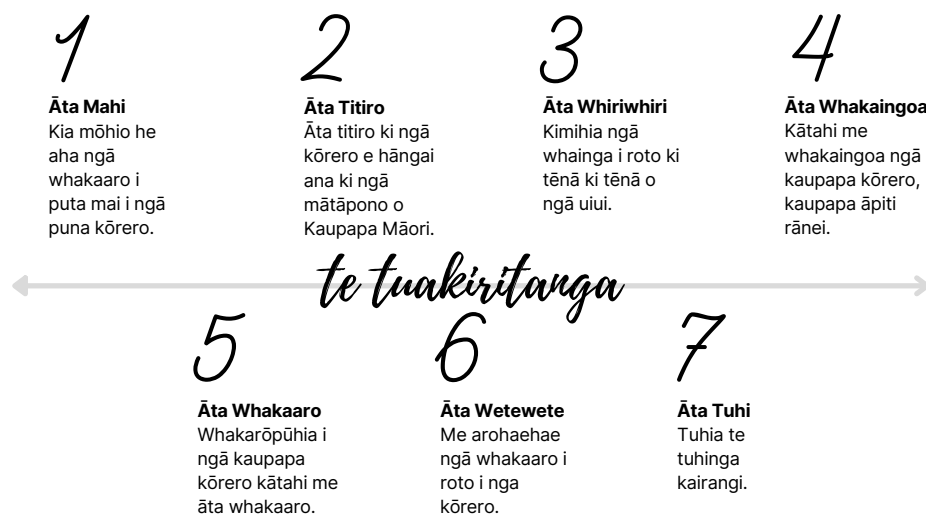 1
Āta Mahi
Kia mōhio he
aha ngā
whakaaro i
puta mai i ngā
puna kōrero.
2
Āta Titiro
Āta titiro ki ngā
kōrero e hāngai
ana ki ngā
mātāpono o
Kaupapa Māori.
3
Āta Whiriwhiri
Kimihia ngā
whainga i roto ki
tēnā ki tēnā o
ngā uiui.
4
Āta Whakaingoa
Kātahi me
whakaingoa ngā
kaupapa kōrero,
kaupapa āpiti
rānei.
te tuakiritanga
5
Āta Whakaaro
Whakarōpūhia i
ngā kaupapa
kōrero kātahi me
āta whakaaro.
6
Āta Wetewete
Me arohaehae
ngā whakaaro i
roto i nga
kōrero.
7
Āta Tuhi
Tuhia te
tuhinga
kairangi.